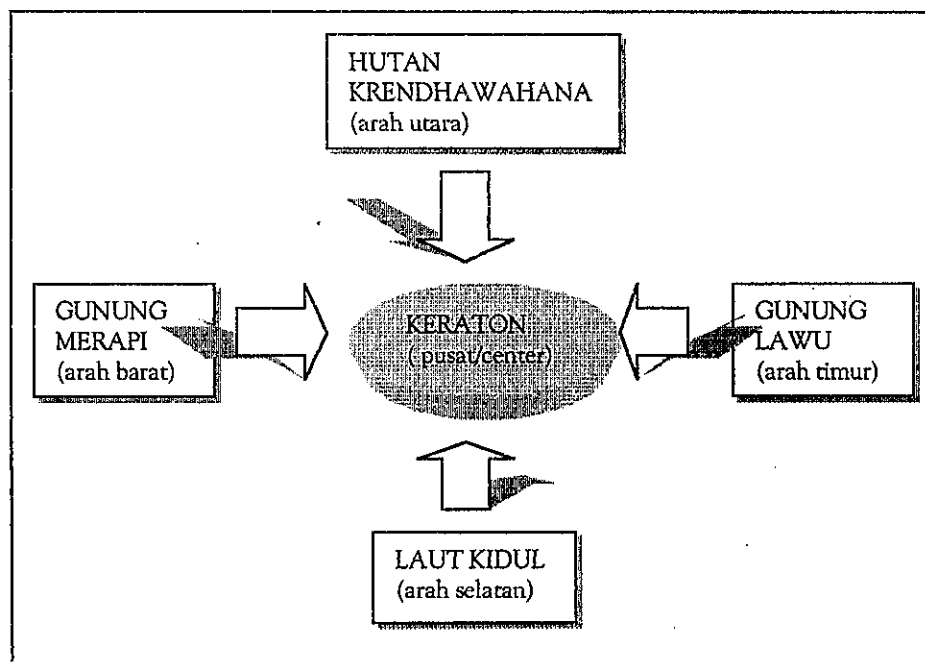 HUTAN
KRENDHAWAHANA
(arah utara)
GUNUNG
MERAPI
(arah barat)
KERATON
( pusat/center)
GUNUNG
LAWU
(arah timur)
LAUT KIDUL
(arah selatan)